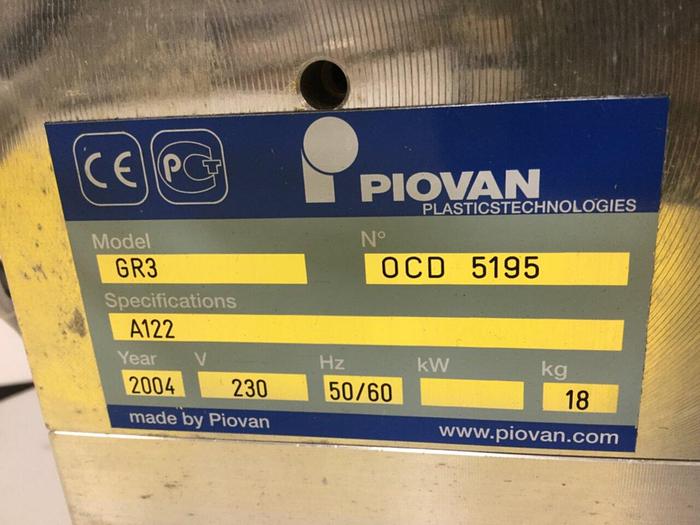 CE PCT
PIOVAN
PLASTICSTECHNOLOGIES
Model N°
GR3 OCD 5195
Specifications
A122
Year V Hz kW kg
2004 230 50/60 18
made by Piovan www.piovan.com